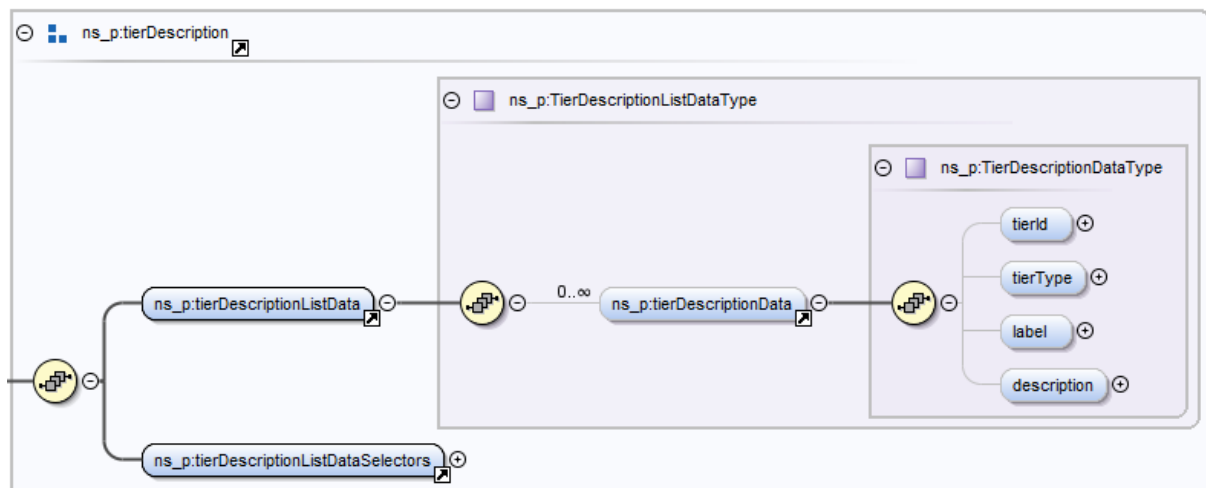 ns_p:tierDescription
ns_p:TierDescriptionListDataType
ns_p:TierDescriptionDataType
tierId
tierType
0..∞
ns_p:tierDescriptionListData
ns_p:tierDescriptionData
label
description
ns_p:tierDescriptionListDataSelectors